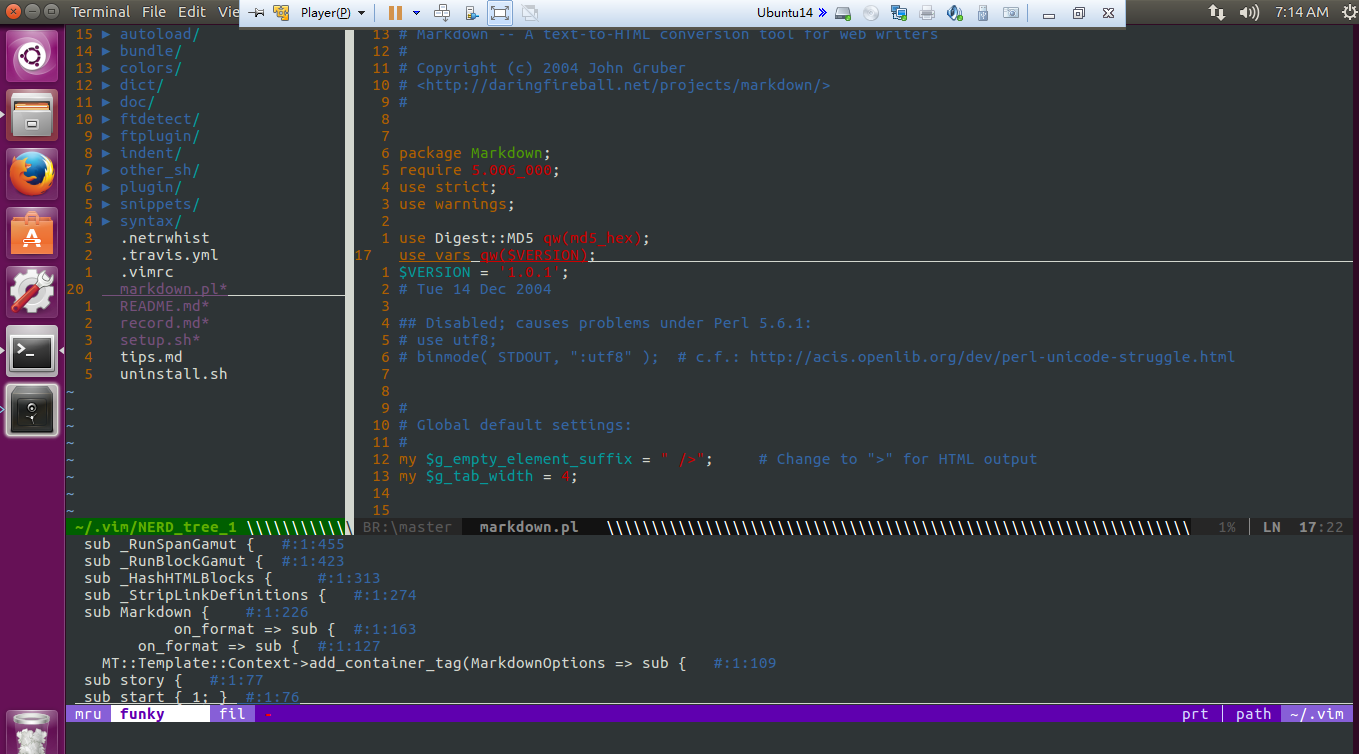 Terminal File Edit Vie Player(P) Ubuntu14 » 7:14 AM
15 ▸ autoload/
14 ▸ bundle/
13 ▸ colors/
12 ▸ dict/
11 ▸ doc/
10 ▸ ftdetect/
9 ▸ ftplugin/
8 ▸ indent/
7 ▸ other_sh/
6 ▸ plugin/
5 ▸ snippets/
4 ▸ syntax/
3 .netrwhist
2 .travis.yml
1 .vimrc
20 markdown.pl*
1 README.md*
2 record.md*
3 setup.sh*
4 tips.md
5 uninstall.sh
~
~
~
~
~
~
~
~
~/.vim/NERD_tree_1 \\\\\\\\\\\\
13 # Markdown -- A text-to-HTML conversion tool for web writers
12 #
11 # Copyright (c) 2004 John Gruber
10 # <http://daringfireball.net/projects/markdown/>
9 #
8
7
6 package Markdown;
5 require 5.006_000;
4 use strict;
3 use warnings;
2
1 use Digest::MD5 qw(md5_hex);
17 use vars qw($VERSION);
1 $VERSION = '1.0.1';
2 # Tue 14 Dec 2004
3
4 ## Disabled; causes problems under Perl 5.6.1:
5 # use utf8;
6 # binmode( STDOUT, ":utf8" );  # c.f.: http://acis.openlib.org/dev/perl-unicode-struggle.html
7
8
9 #
10 # Global default settings:
11 #
12 my $g_empty_element_suffix = " />";     # Change to ">" for HTML output
13 my $g_tab_width = 4;
14
15
BR:\master markdown.pl \\\\\\\\\\\\\\\\\\\\\\\\\\\\\\\\\\\\\\\\\\\\\\\\\\\\\\\\\\\\\\\\\ 1% LN 17:22
sub _RunSpanGamut {   #:1:455
sub _RunBlockGamut {  #:1:423
sub _HashHTMLBlocks {     #:1:313
sub _StripLinkDefinitions {   #:1:274
sub Markdown {    #:1:226
on_format => sub {  #:1:163
on_format => sub {  #:1:127
MT::Template::Context->add_container_tag(MarkdownOptions => sub {   #:1:109
sub story {   #:1:77
sub start { 1; }  #:1:76
mru funky fil - prt path ~/.vim